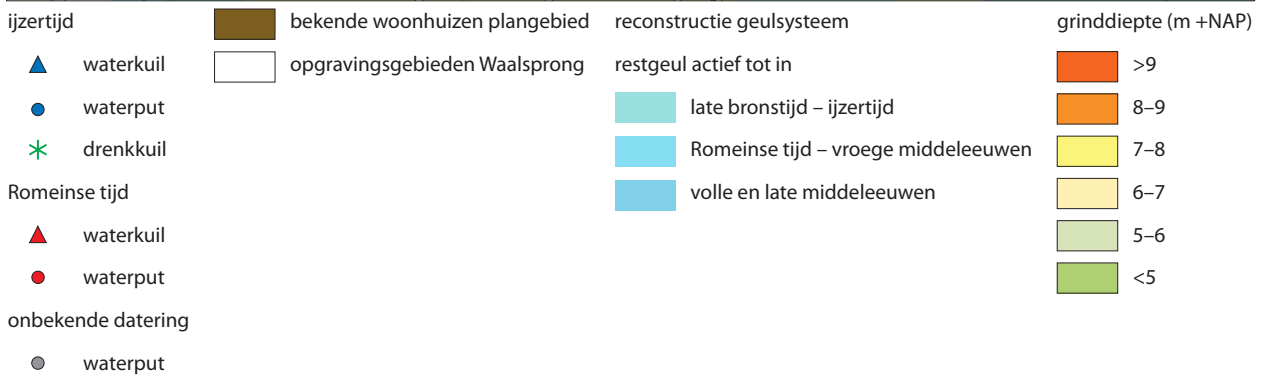 ijzertijd
waterkuil
waterput
drenkkuil
Romeinse tijd
waterkuil
waterput
onbekende datering
waterput
bekende woonhuizen plangebied
opgravingsgebieden Waalsprong
reconstructie geulsysteem
restgeul actief tot in
late bronstijd – ijzertijd
Romeinse tijd – vroege middeleeuwen
volle en late middeleeuwen
grinddiepte (m +NAP)
>9
8–9
7–8
6–7
5–6
<5